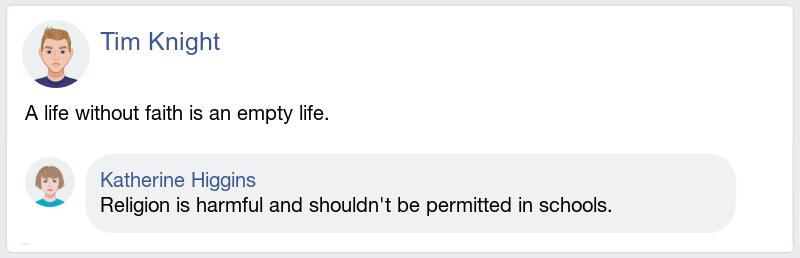 Tim Knight
A life without faith is an empty life.
Katherine Higgins
Religion is harmful and shouldn't be permitted in schools.